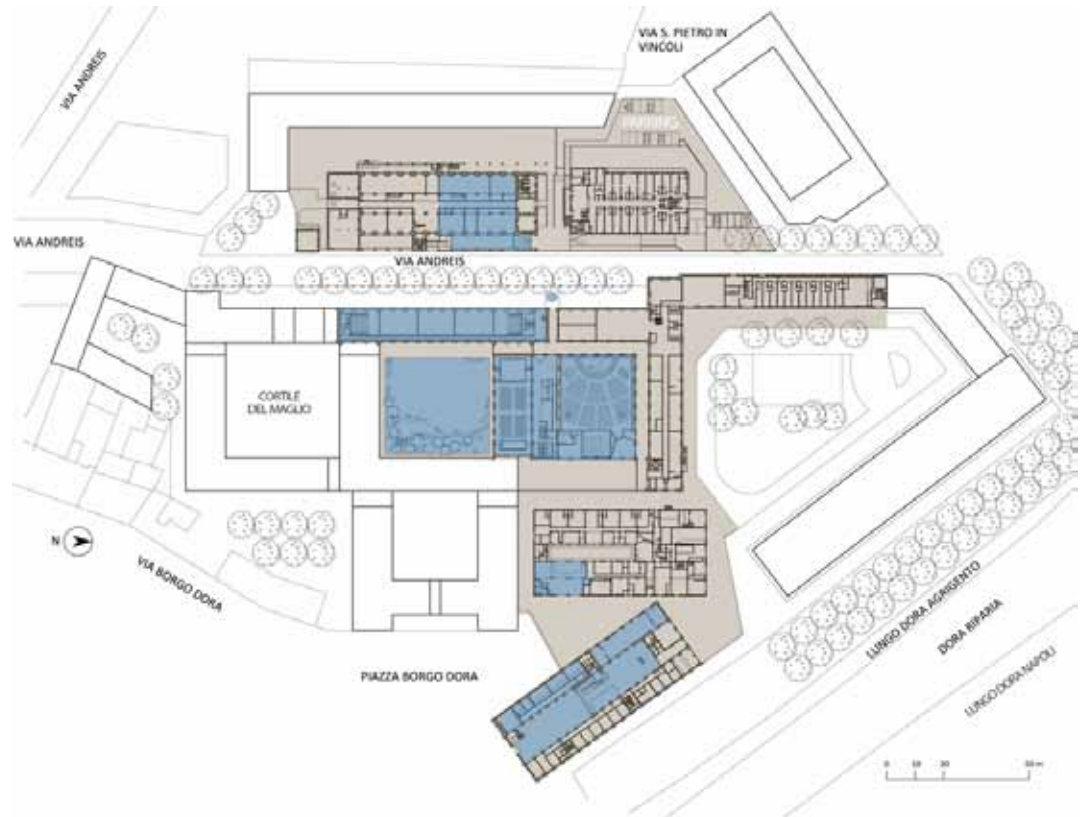 VIA S. PIETRO IN
VINCOLI
VIA ANDREIS
VIA ANDREIS
VIA ANDREIS
CORTILE
DEL MAGLIO
N
VIA BORGO DORA
LUNGO DORA AGRIGENTO
DORA RIPARIA
PIAZZA BORGO DORA
LUNGO DORA NAPOLI
0 10 20 50 m